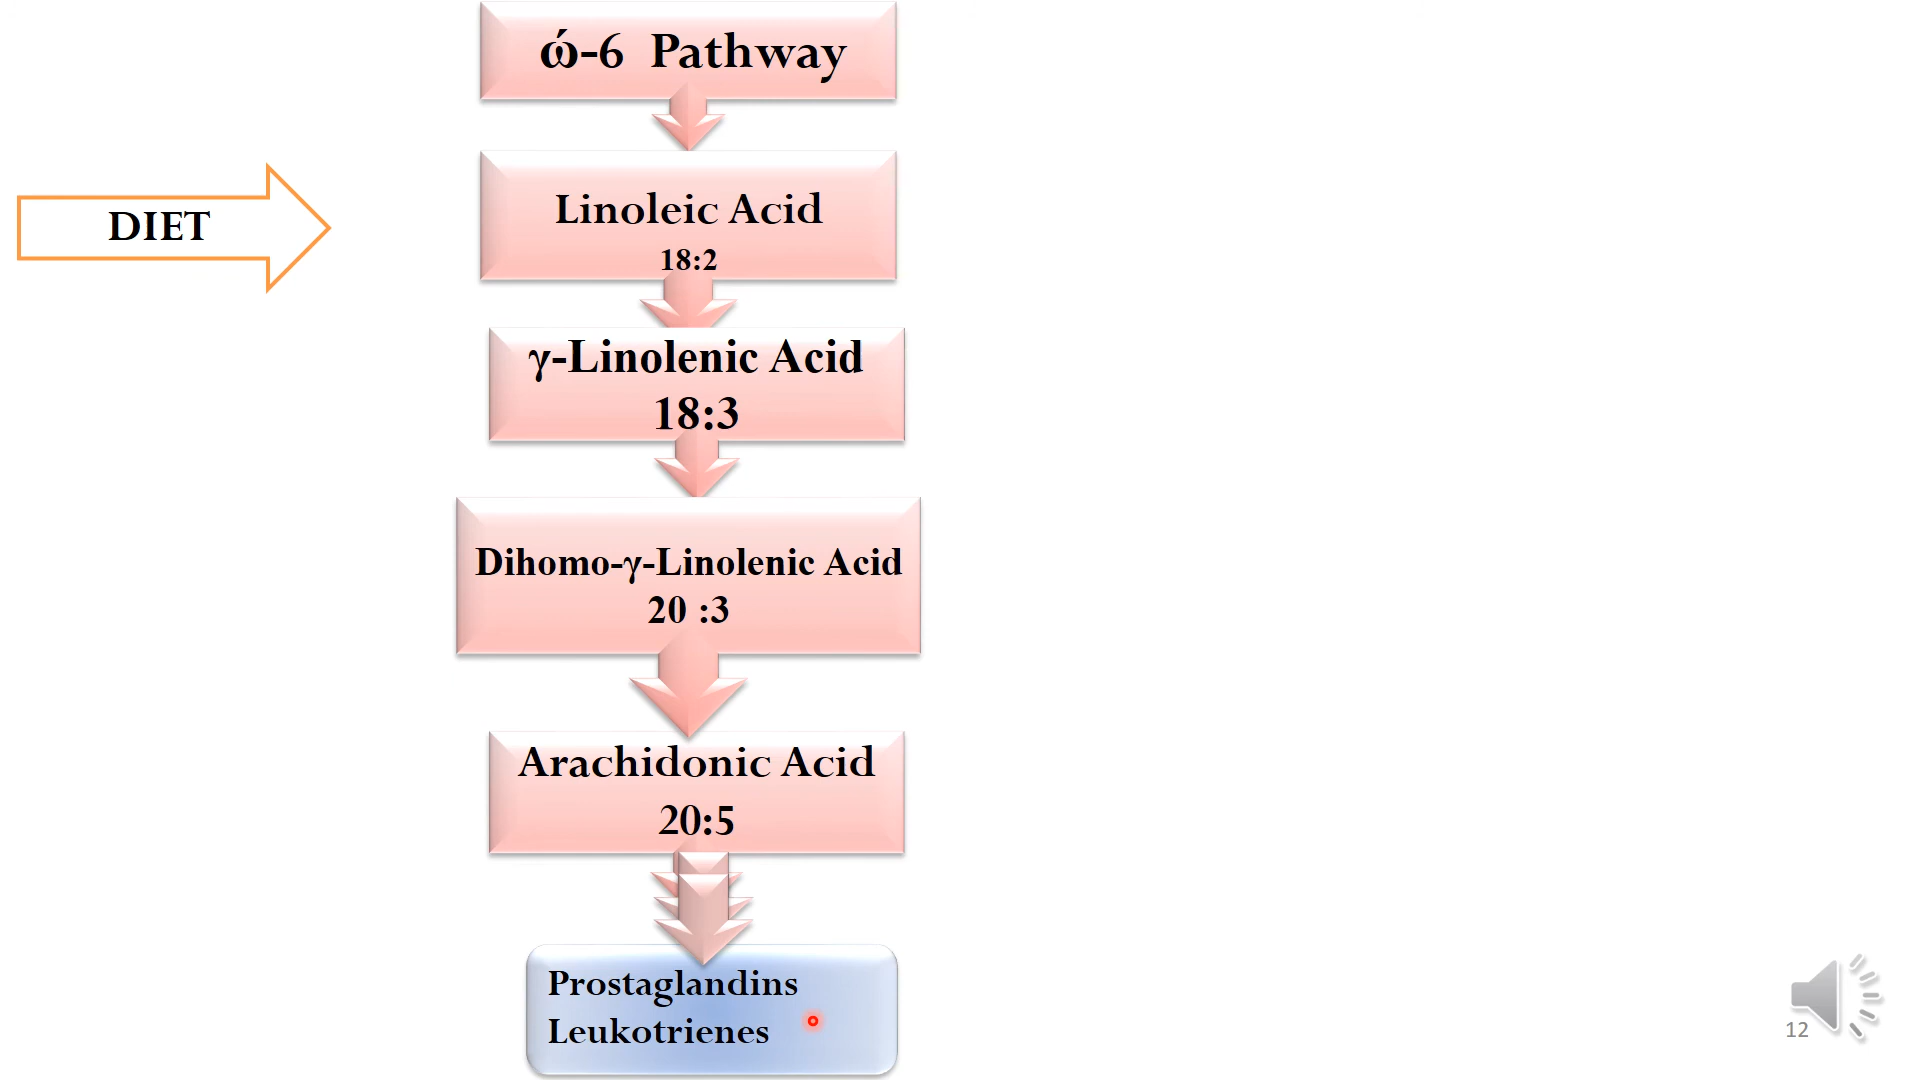 ώ-6 Pathway
DIET
Linoleic Acid
18:2
γ-Linolenic Acid
18:3
Dihomo-γ-Linolenic Acid
20 :3
Arachidonic Acid
20:5
Prostaglandins
Leukotrienes
12